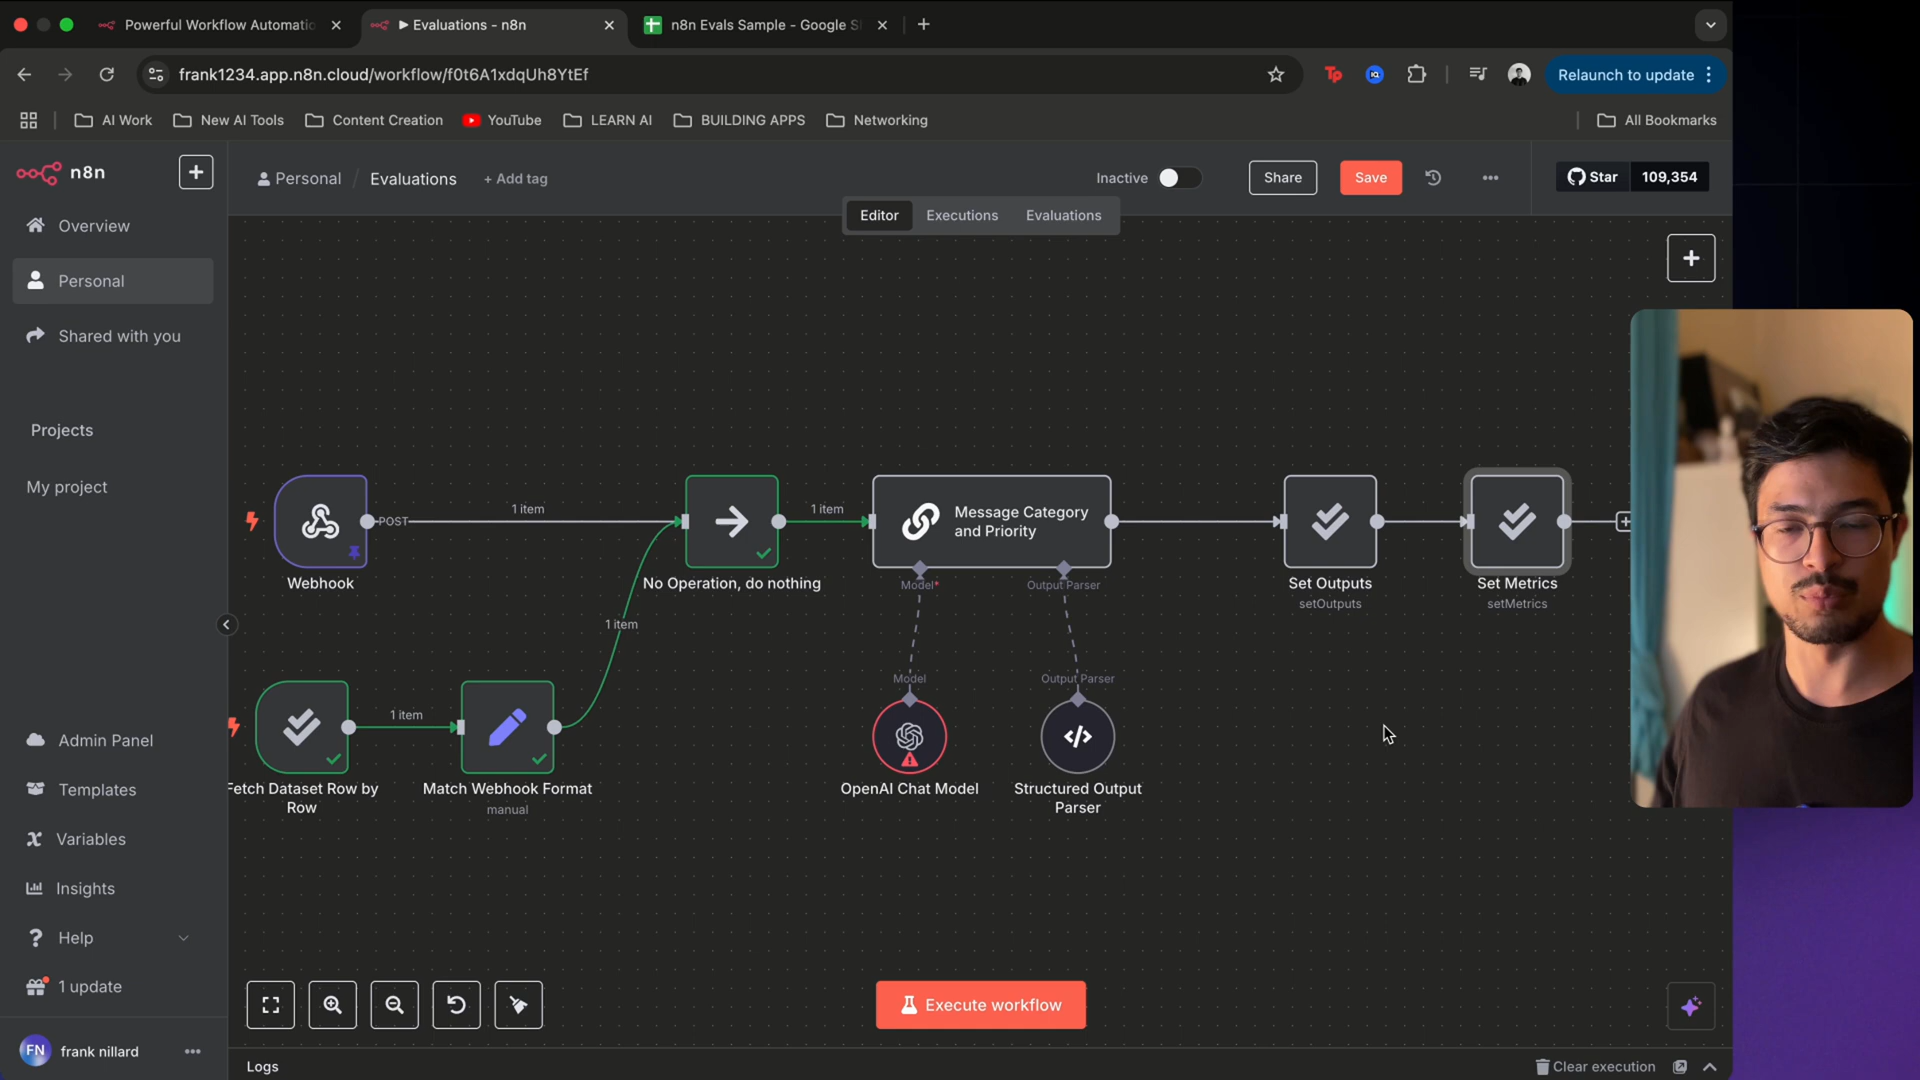 Powerful Workflow Automatio
▶ Evaluations - n8n
n8n Evals Sample - Google S
frank1234.app.n8n.cloud/workflow/f0t6A1xdqUh8YtEf
Relaunch to update
AI Work
New AI Tools
Content Creation
YouTube
LEARN AI
BUILDING APPS
Networking
All Bookmarks
n8n
Personal / Evaluations + Add tag
Inactive
Share
Save
Star 109,354
Editor
Executions
Evaluations
Overview
Personal
Shared with you
Projects
My project
Admin Panel
Templates
Variables
Insights
Help
1 update
FN frank nillard
POST
1 item
Webhook
No Operation, do nothing
1 item
Message Category
and Priority
Model*
Output Parser
Set Outputs
setOutputs
Set Metrics
setMetrics
1 item
1 item
Fetch Dataset Row by
Row
Match Webhook Format
manual
Model
Output Parser
OpenAI Chat Model
Structured Output
Parser
Execute workflow
Logs
Clear execution